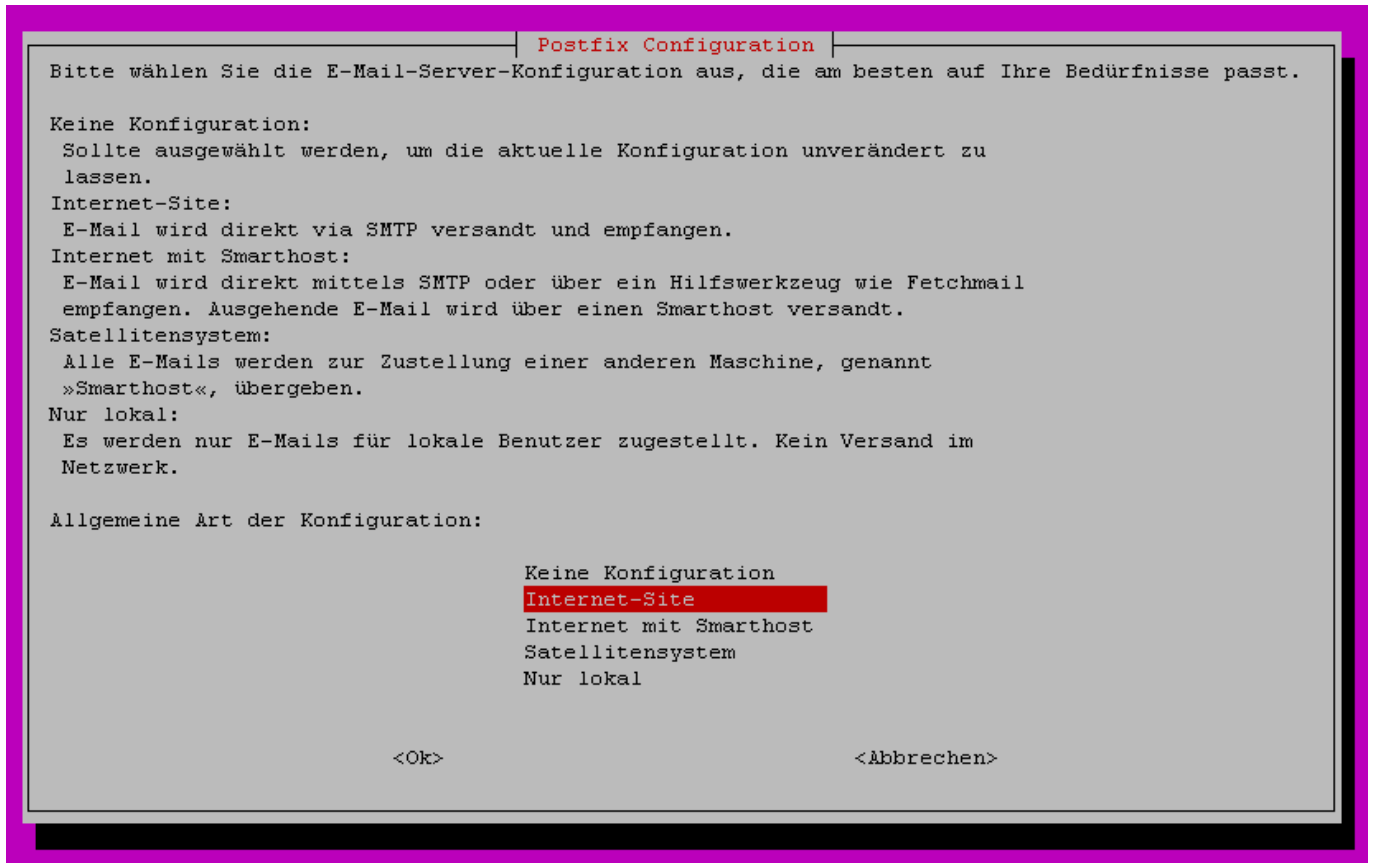 Postfix Configuration
Bitte wählen Sie die E-Mail-Server-Konfiguration aus, die am besten auf Ihre Bedürfnisse passt.
Keine Konfiguration:
Sollte ausgewählt werden, um die aktuelle Konfiguration unverändert zu
lassen.
Internet-Site:
E-Mail wird direkt via SMTP versandt und empfangen.
Internet mit Smarthost:
E-Mail wird direkt mittels SMTP oder über ein Hilfswerkzeug wie Fetchmail
empfangen. Ausgehende E-Mail wird über einen Smarthost versandt.
Satellitensystem:
Alle E-Mails werden zur Zustellung einer anderen Maschine, genannt
»Smarthost«, übergeben.
Nur lokal:
Es werden nur E-Mails für lokale Benutzer zugestellt. Kein Versand im
Netzwerk.
Allgemeine Art der Konfiguration:
Keine Konfiguration
Internet-Site
Internet mit Smarthost
Satellitensystem
Nur lokal
<Ok> <Abbrechen>